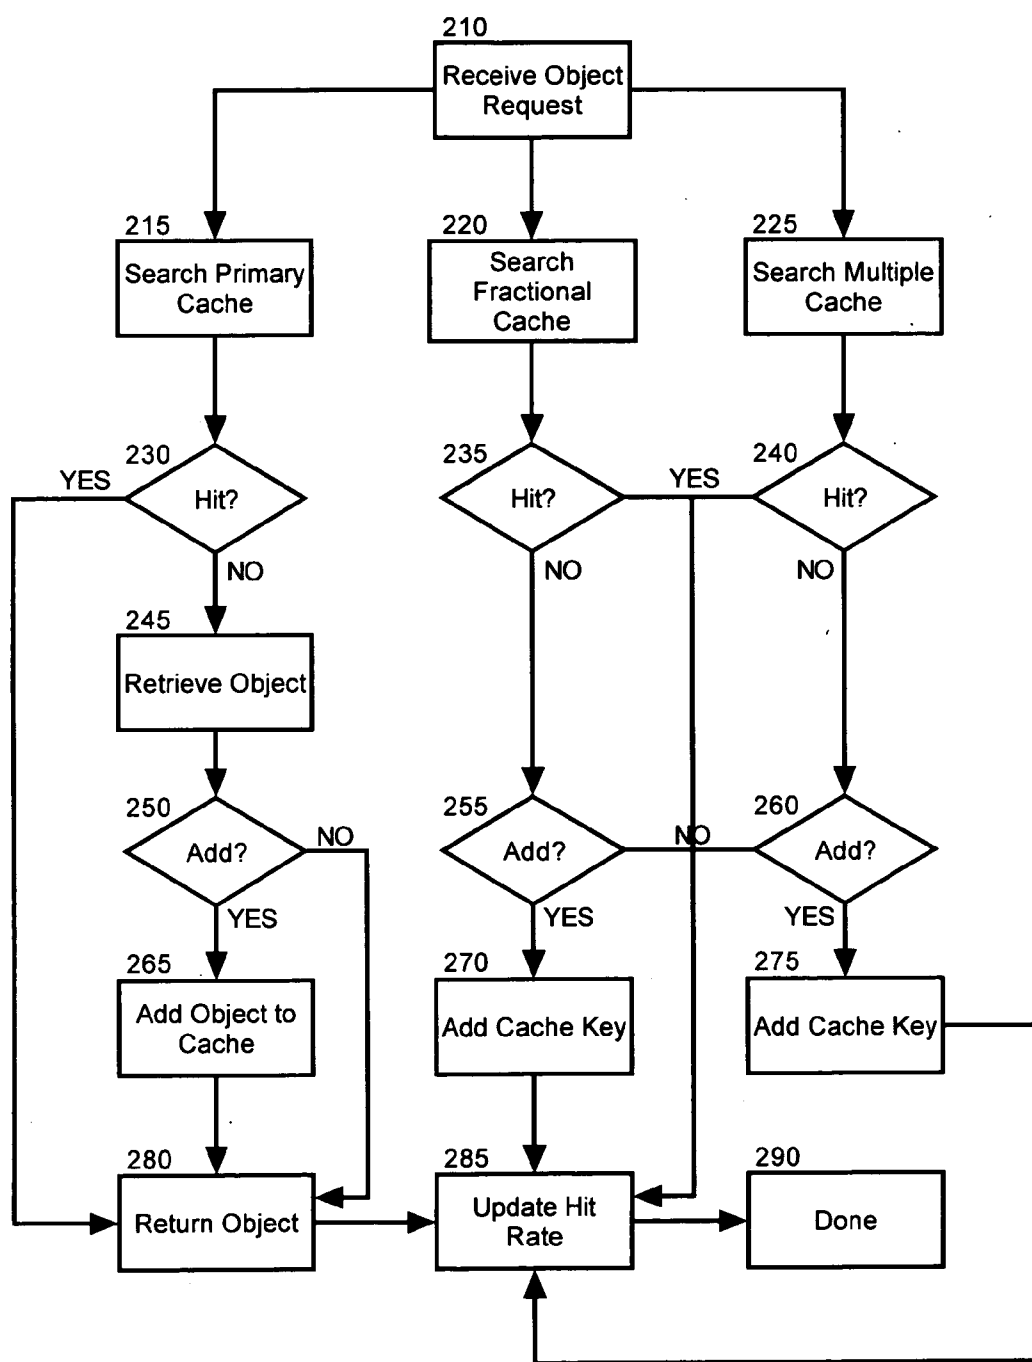 210
Receive Object
Request
215
Search Primary
Cache
220
Search
Fractional
Cache
225
Search Multiple
Cache
230
YES
Hit?
NO
235
Hit?
YES
NO
240
Hit?
NO
245
Retrieve Object
250
Add?
NO
YES
255
Add?
NO
YES
260
Add?
YES
265
Add Object to
Cache
270
Add Cache Key
275
Add Cache Key
280
Return Object
285
Update Hit
Rate
290
Done